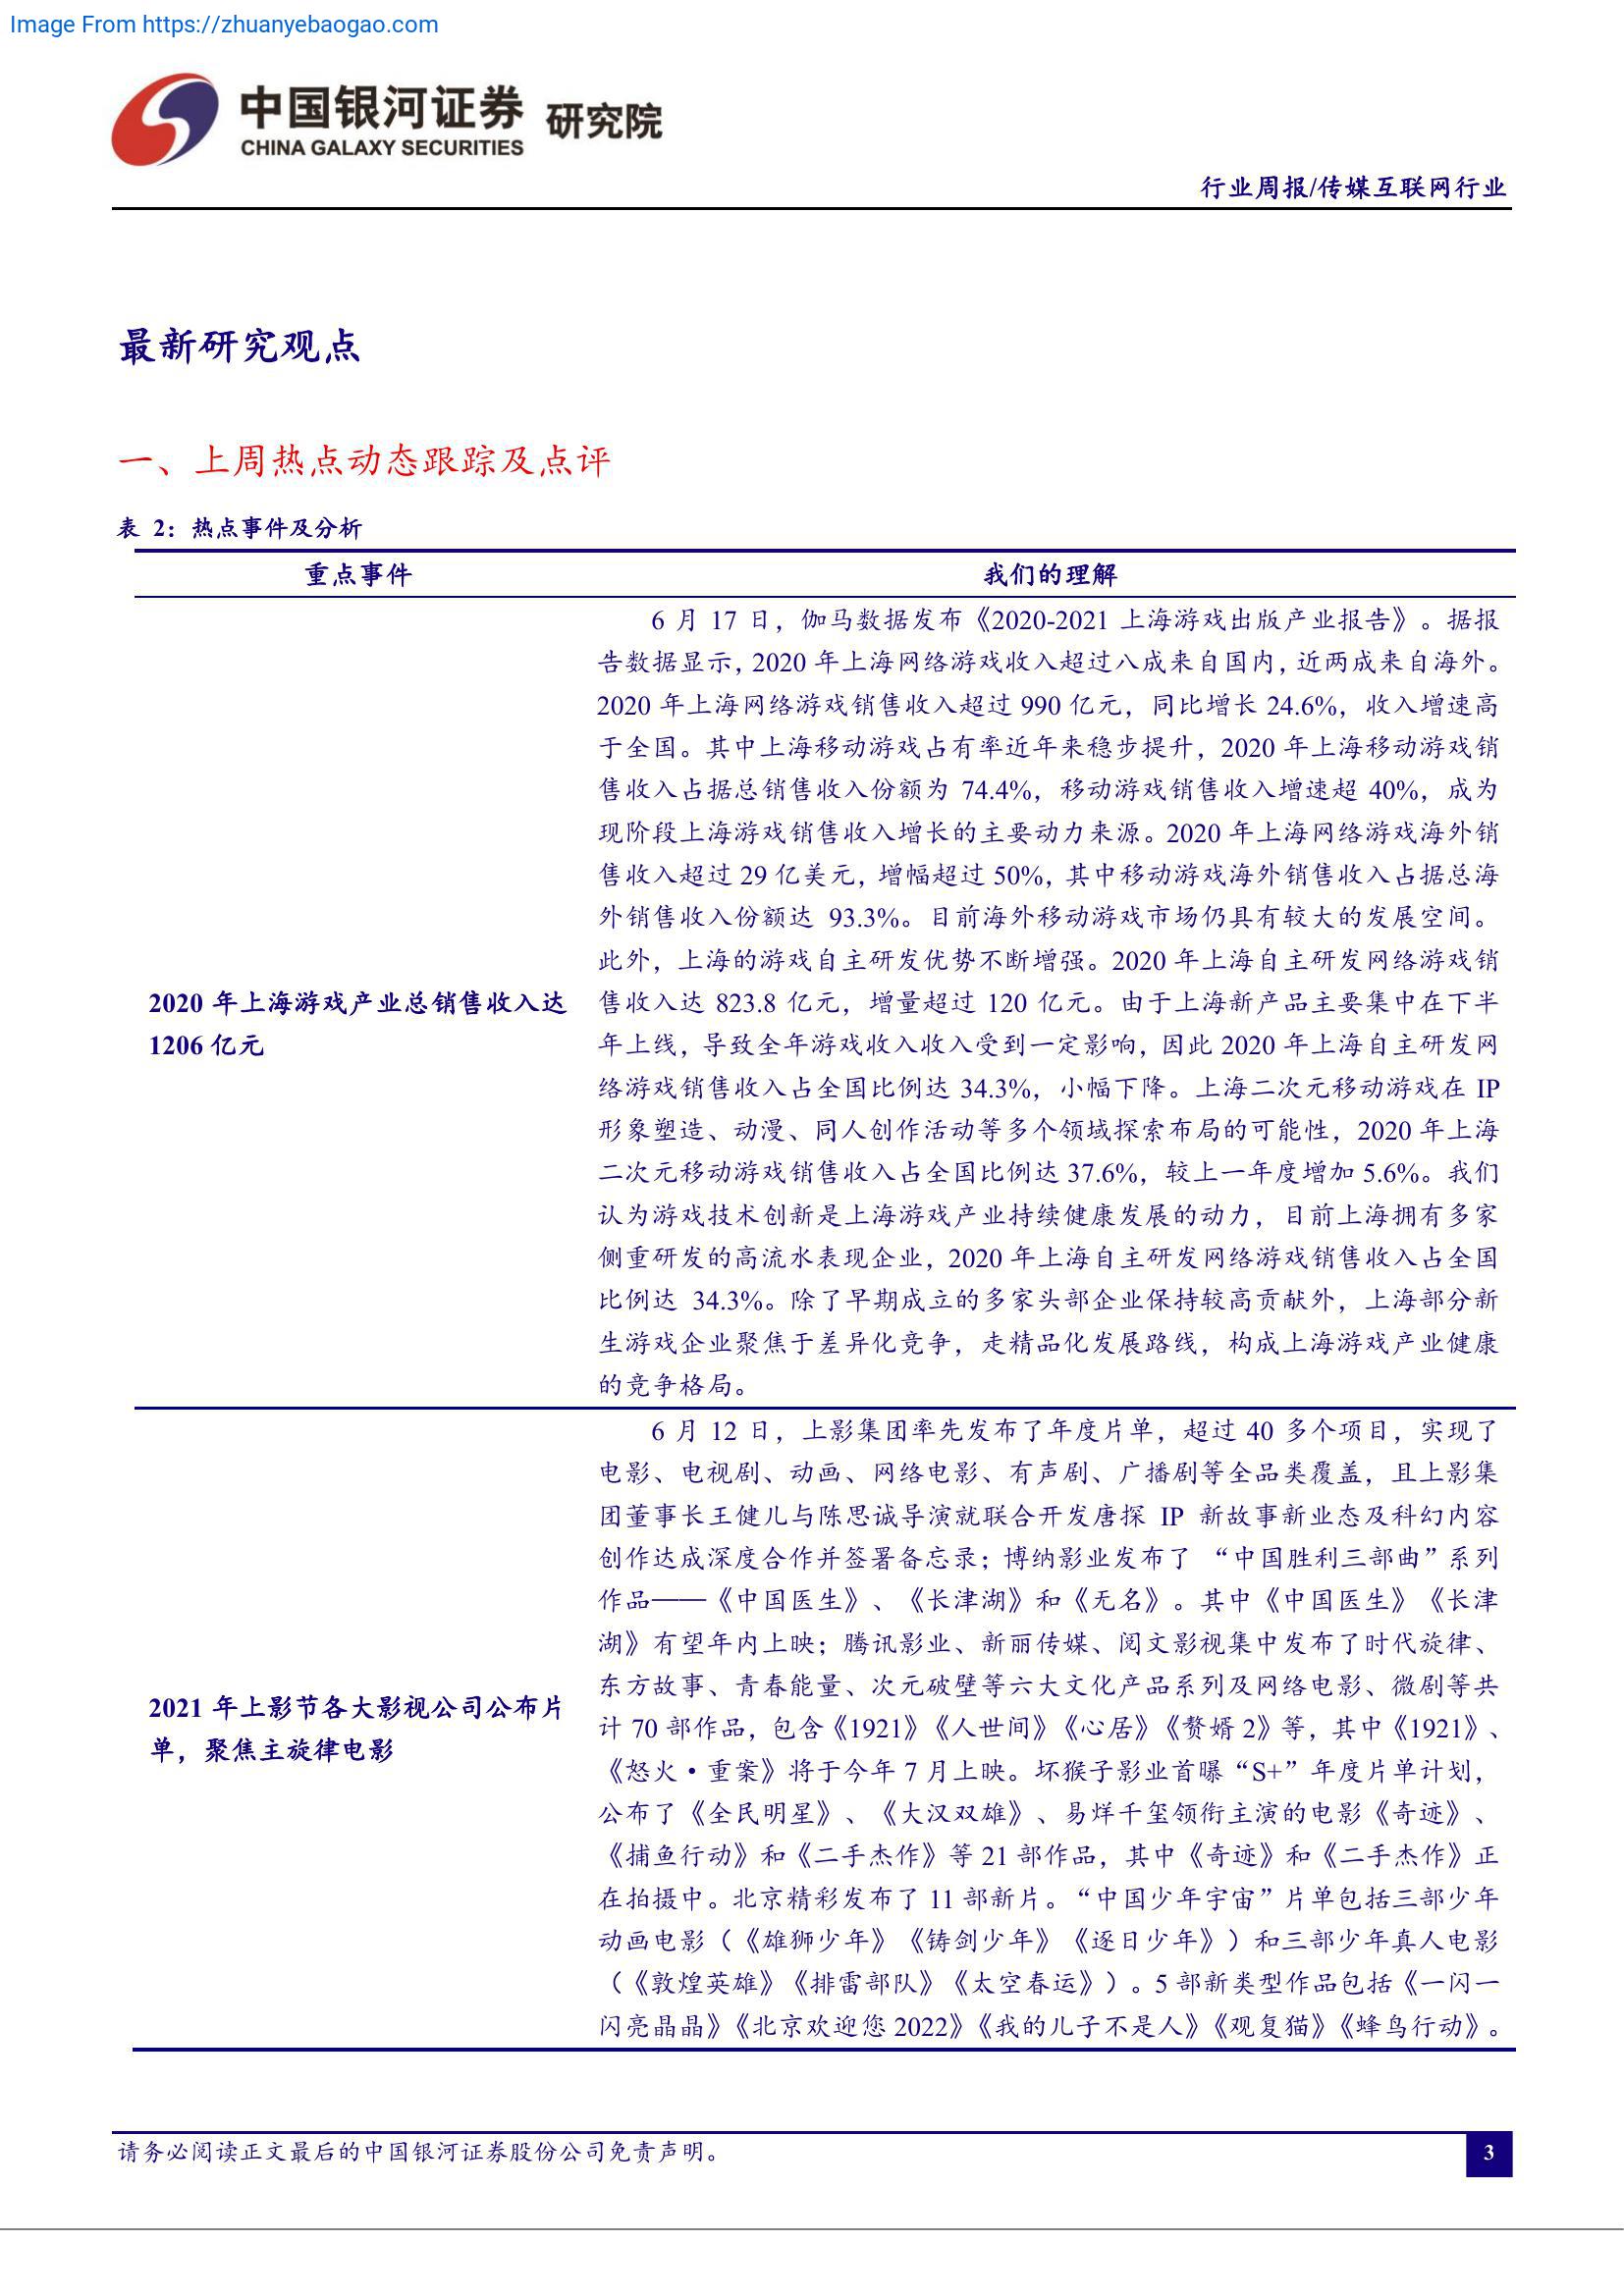 Image From https://zhuanyebaogao.com
中国银河证券 研究院
CHINA GALAXY SECURITIES
行业周报/传媒互联网行业
最新研究观点
一、上周热点动态跟踪及点评
表 2：热点事件及分析
重点事件 我们的理解
2020 年上海游戏产业总销售收入达
1206 亿元
6 月 17 日，伽马数据发布《2020-2021 上海游戏出版产业报告》。据报
告数据显示，2020 年上海网络游戏收入超过八成来自国内，近两成来自海外。
2020 年上海网络游戏销售收入超过 990 亿元，同比增长 24.6%，收入增速高
于全国。其中上海移动游戏占有率近年来稳步提升，2020 年上海移动游戏销
售收入占据总销售收入份额为 74.4%，移动游戏销售收入增速超 40%，成为
现阶段上海游戏销售收入增长的主要动力来源。2020 年上海网络游戏海外销
售收入超过 29 亿美元，增幅超过 50%，其中移动游戏海外销售收入占据总海
外销售收入份额达 93.3%。目前海外移动游戏市场仍具有较大的发展空间。
此外，上海的游戏自主研发优势不断增强。2020 年上海自主研发网络游戏销
售收入达 823.8 亿元，增量超过 120 亿元。由于上海新产品主要集中在下半
年上线，导致全年游戏收入收入受到一定影响，因此 2020 年上海自主研发网
络游戏销售收入占全国比例达 34.3%，小幅下降。上海二次元移动游戏在 IP
形象塑造、动漫、同人创作活动等多个领域探索布局的可能性，2020 年上海
二次元移动游戏销售收入占全国比例达 37.6%，较上一年度增加 5.6%。我们
认为游戏技术创新是上海游戏产业持续健康发展的动力，目前上海拥有多家
侧重研发的高流水表现企业，2020 年上海自主研发网络游戏销售收入占全国
比例达 34.3%。除了早期成立的多家头部企业保持较高贡献外，上海部分新
生游戏企业聚焦于差异化竞争，走精品化发展路线，构成上海游戏产业健康
的竞争格局。
2021 年上影节各大影视公司公布片
单，聚焦主旋律电影
6 月 12 日，上影集团率先发布了年度片单，超过 40 多个项目，实现了
电影、电视剧、动画、网络电影、有声剧、广播剧等全品类覆盖，且上影集
团董事长王健儿与陈思诚导演就联合开发唐探 IP 新故事新业态及科幻内容
创作达成深度合作并签署备忘录；博纳影业发布了 “中国胜利三部曲”系列
作品——《中国医生》、《长津湖》和《无名》。其中《中国医生》《长津
湖》有望年内上映；腾讯影业、新丽传媒、阅文影视集中发布了时代旋律、
东方故事、青春能量、次元破壁等六大文化产品系列及网络电影、微剧等共
计 70 部作品，包含《1921》《人世间》《心居》《赘婿 2》等，其中《1921》、
《怒火·重案》将于今年 7 月上映。坏猴子影业首曝“S+”年度片单计划，
公布了《全民明星》、《大汉双雄》、易烊千玺领衔主演的电影《奇迹》、
《捕鱼行动》和《二手杰作》等 21 部作品，其中《奇迹》和《二手杰作》正
在拍摄中。北京精彩发布了 11 部新片。“中国少年宇宙”片单包括三部少年
动画电影（《雄狮少年》《铸剑少年》《逐日少年》）和三部少年真人电影
（《敦煌英雄》《排雷部队》《太空春运》）。5 部新类型作品包括《一闪一
闪亮晶晶》《北京欢迎您 2022》《我的儿子不是人》《观复猫》《蜂鸟行动》。
请务必阅读正文最后的中国银河证券股份公司免责声明。
3